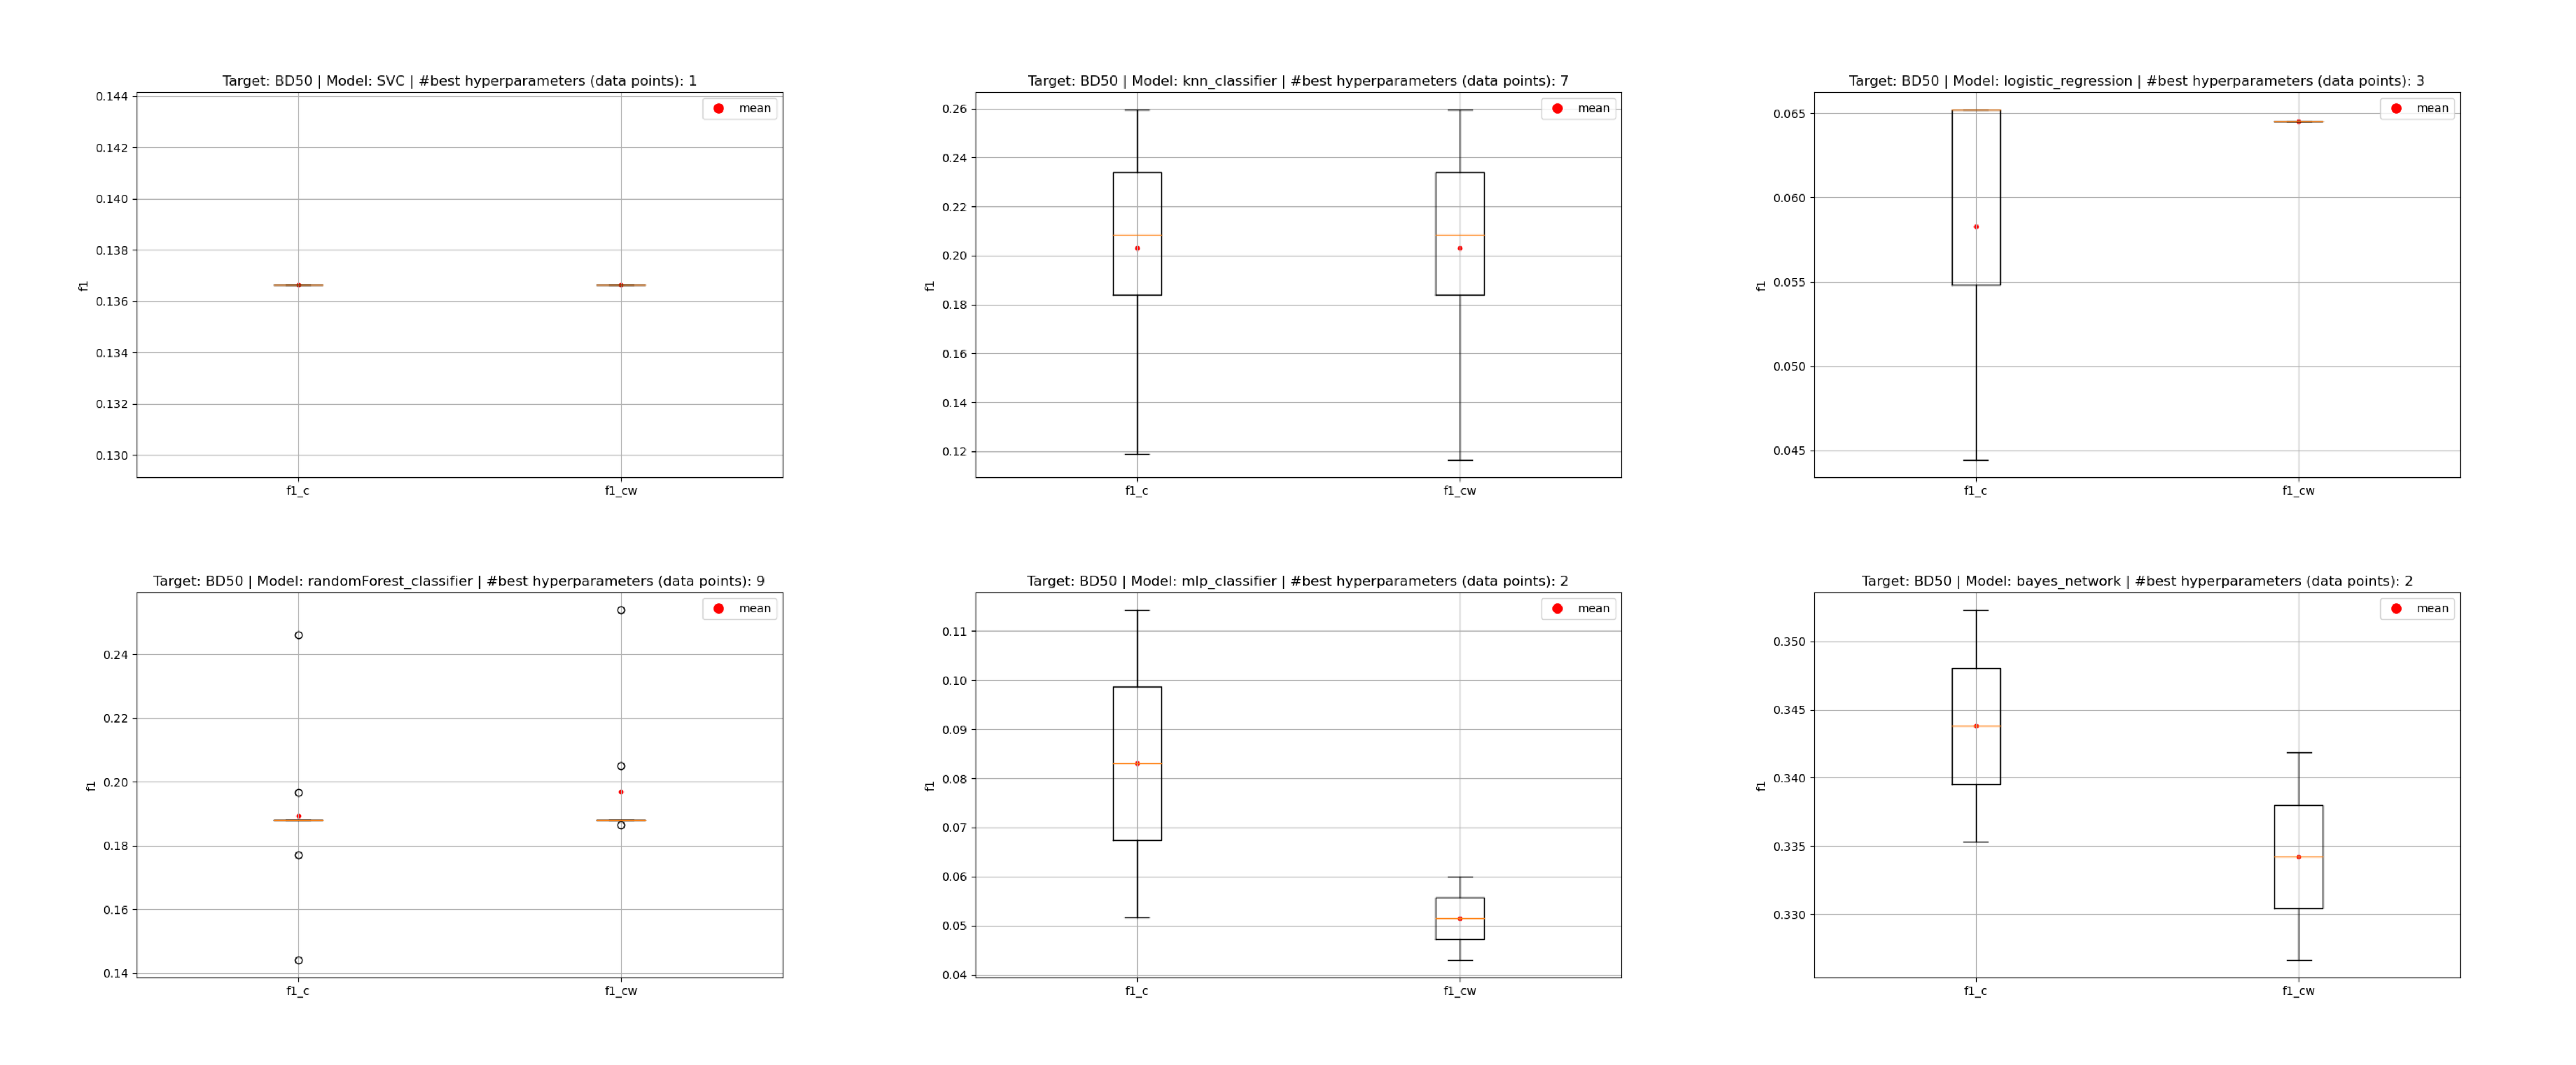 Target: BD50 | Model: SVC | #best hyperparameters (data points): 1
mean
0.144
0.142
0.140
0.138
0.136
0.134
0.132
0.130
f1
f1_c
f1_cw
Target: BD50 | Model: knn_classifier | #best hyperparameters (data points): 7
mean
0.26
0.24
0.22
0.20
0.18
0.16
0.14
0.12
f1
f1_c
f1_cw
Target: BD50 | Model: logistic_regression | #best hyperparameters (data points): 3
mean
0.065
0.060
0.055
0.050
0.045
f1
f1_c
f1_cw
Target: BD50 | Model: randomForest_classifier | #best hyperparameters (data points): 9
mean
0.24
0.22
0.20
0.18
0.16
0.14
f1
f1_c
f1_cw
Target: BD50 | Model: mlp_classifier | #best hyperparameters (data points): 2
mean
0.11
0.10
0.09
0.08
0.07
0.06
0.05
0.04
f1
f1_c
f1_cw
Target: BD50 | Model: bayes_network | #best hyperparameters (data points): 2
mean
0.350
0.345
0.340
0.335
0.330
f1
f1_c
f1_cw